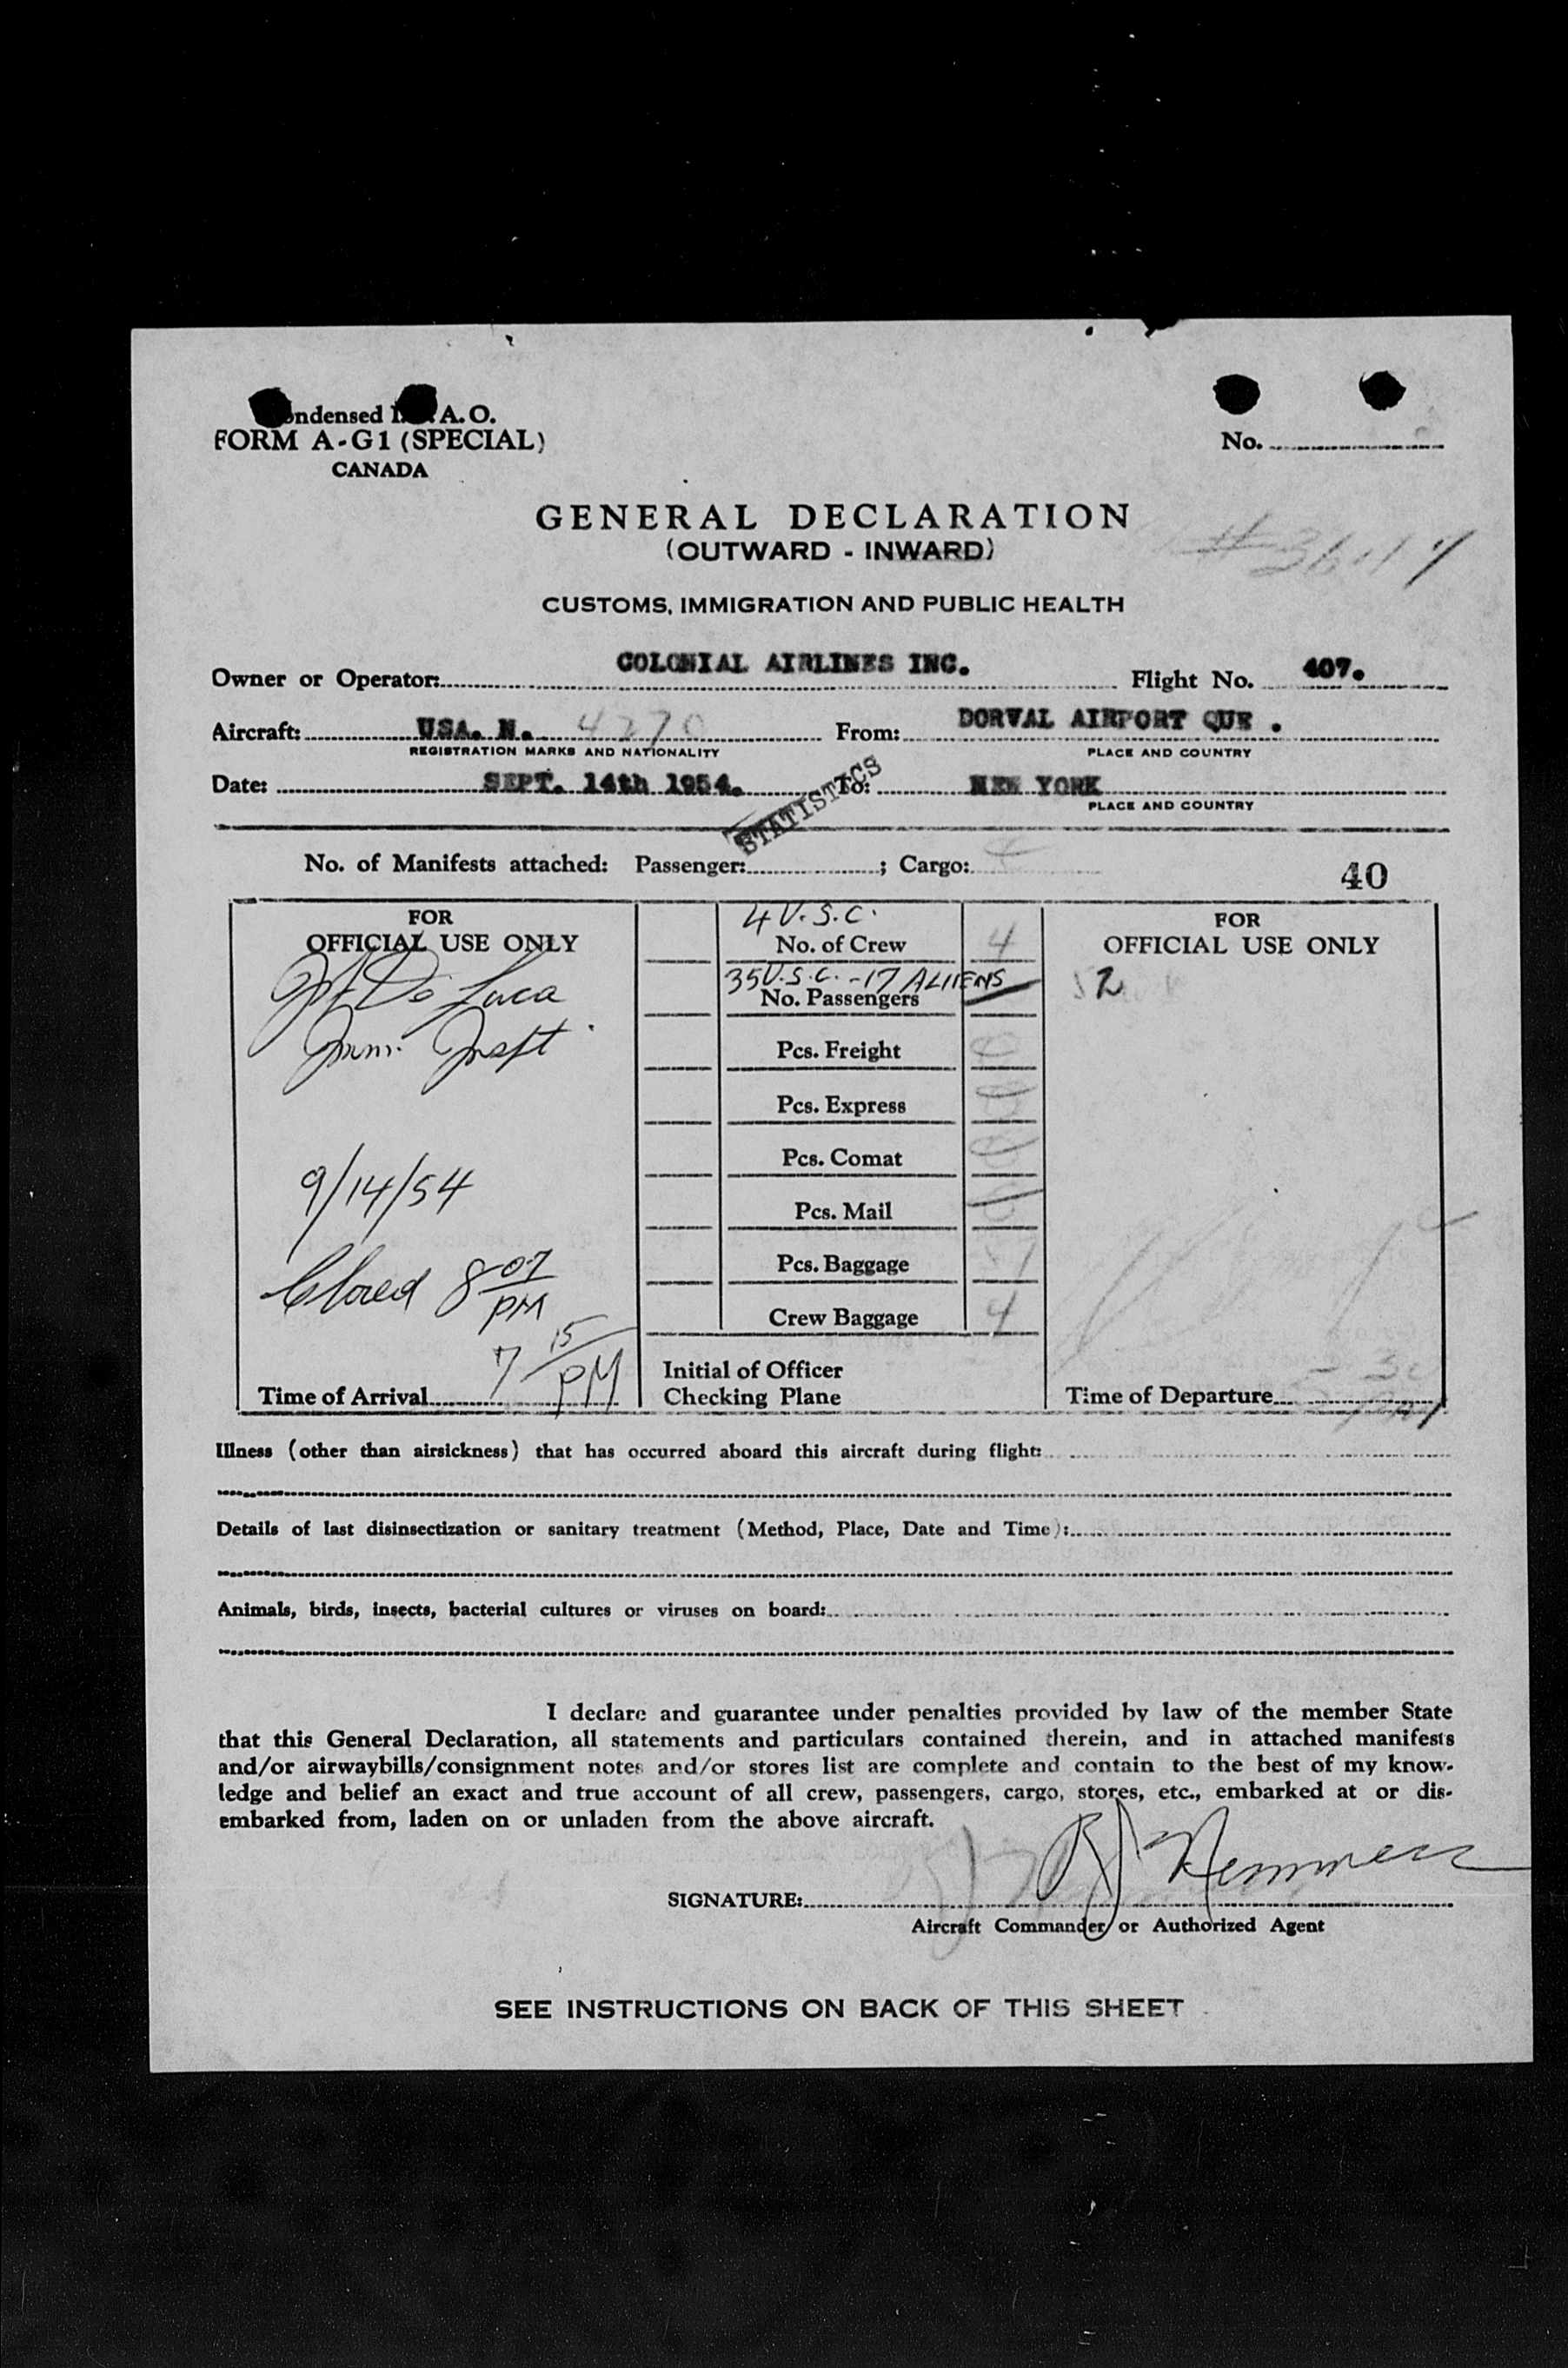 ndensed A. O.
FORM A-G1 (SPECIAL)
CANADA
No.
GENERAL DECLARATION
(OUTWARD - INWARD)
CUSTOMS, IMMIGRATION AND PUBLIC HEALTH
Owner or Operator: COLONIAL AIRLINES INC. Flight No. 407.
Aircraft: USA. N. 4270 From: DORVAL AIRPORT QUE .
REGISTRATION MARKS AND NATIONALITY PLACE AND COUNTRY
Date: SEPT. 14th 1954. To: NEW YORK
PLACE AND COUNTRY
STATISTICS
No. of Manifests attached: Passenger: ; Cargo:
40
FOR
OFFICIAL USE ONLY
De Luca
Imm. Inspt.
9/14/54
Closed 8 07 PM
7 15 PM
Time of Arrival
4 U.S.C.
No. of Crew 4
35 U.S.C. - 17 ALIENS
No. Passengers
Pcs. Freight
Pcs. Express
Pcs. Comat
Pcs. Mail
Pcs. Baggage
Crew Baggage 4
Initial of Officer
Checking Plane
FOR
OFFICIAL USE ONLY
52
Time of Departure
Illness (other than airsickness) that has occurred aboard this aircraft during flight:
Details of last disinsectization or sanitary treatment (Method, Place, Date and Time):
Animals, birds, insects, bacterial cultures or viruses on board:
I declare and guarantee under penalties provided by law of the member State
that this General Declaration, all statements and particulars contained therein, and in attached manifests
and/or airwaybills/consignment notes and/or stores list are complete and contain to the best of my know-
ledge and belief an exact and true account of all crew, passengers, cargo, stores, etc., embarked at or dis-
embarked from, laden on or unladen from the above aircraft.
SIGNATURE:
Aircraft Commander or Authorized Agent
SEE INSTRUCTIONS ON BACK OF THIS SHEET